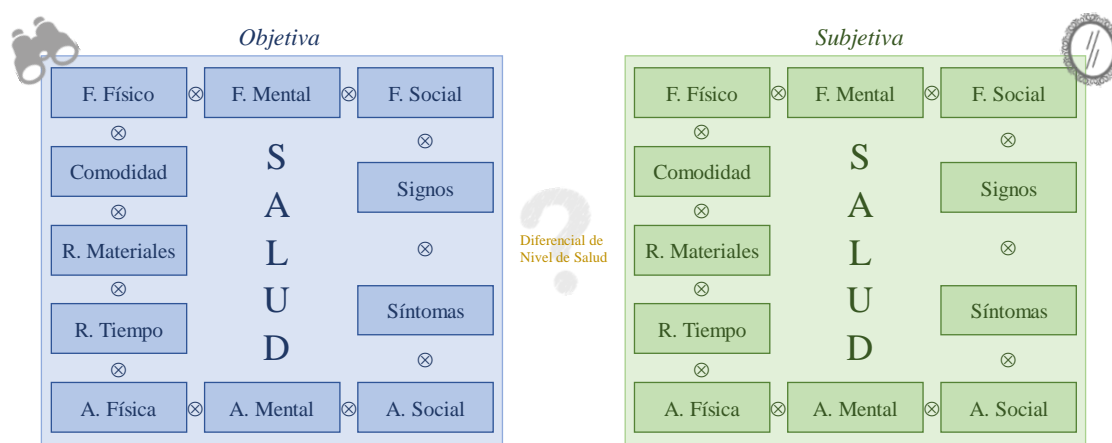 Objetiva
F. Físico ⊗ F. Mental ⊗ F. Social
⊗
⊗
Comodidad
Signos
⊗
R. Materiales
⊗
⊗
R. Tiempo
Síntomas
⊗
⊗
A. Física ⊗ A. Mental ⊗ A. Social
S
A
L
U
D
?
Diferencial de
Nivel de Salud
Subjetiva
F. Físico ⊗ F. Mental ⊗ F. Social
⊗
⊗
Comodidad
Signos
⊗
R. Materiales
⊗
⊗
R. Tiempo
Síntomas
⊗
⊗
A. Física ⊗ A. Mental ⊗ A. Social
S
A
L
U
D